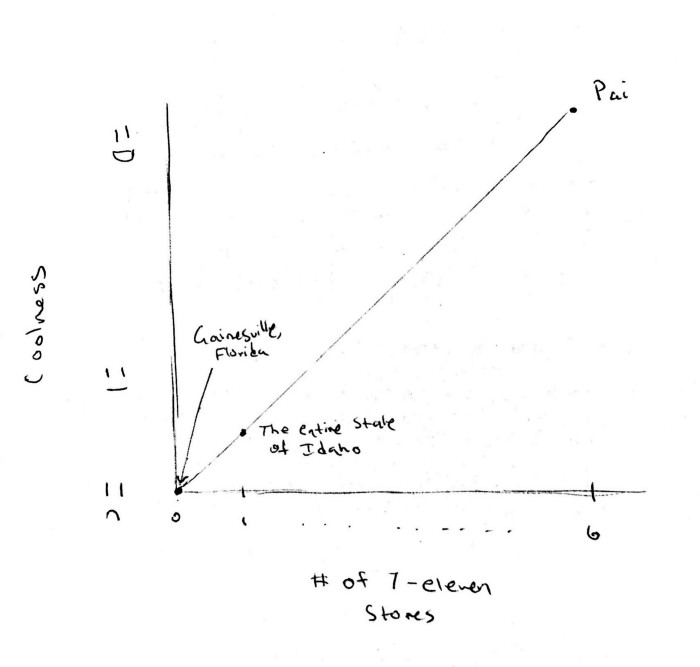 Pai
Coolness
Gainesville,
Florida
The entire State
of Idaho
0
1
6
# of 7-eleven
Stores